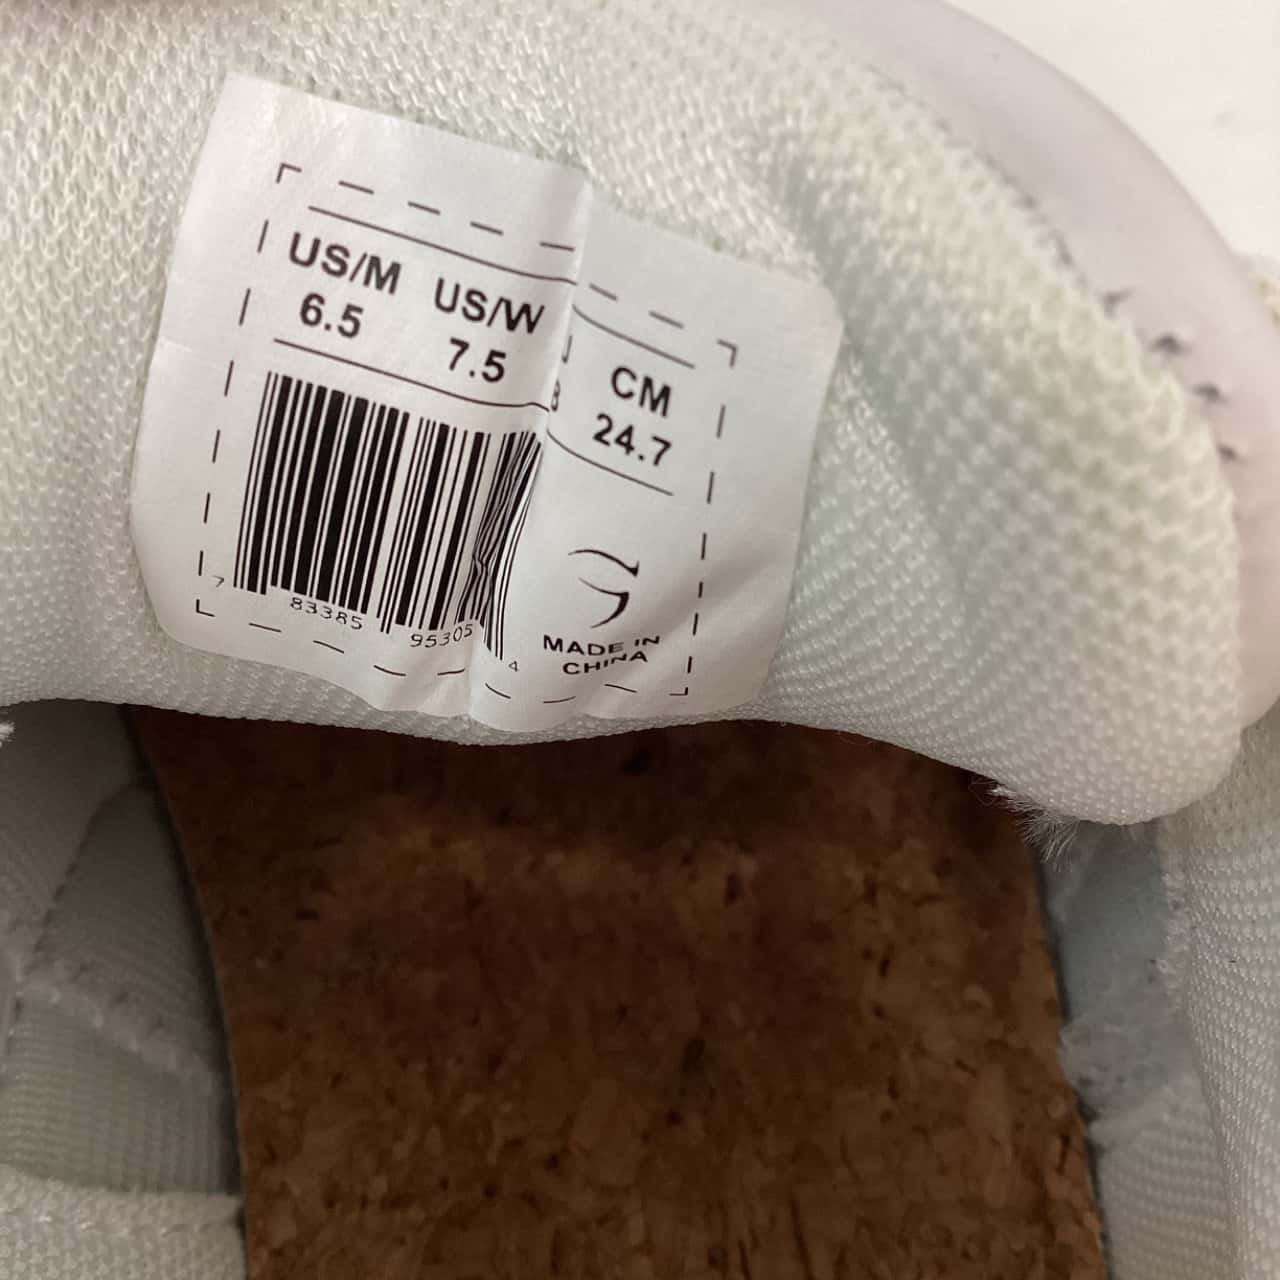 US/M US/W CM
6.5 7.5 24.7
7 83385 95305 4
MADE IN
CHINA